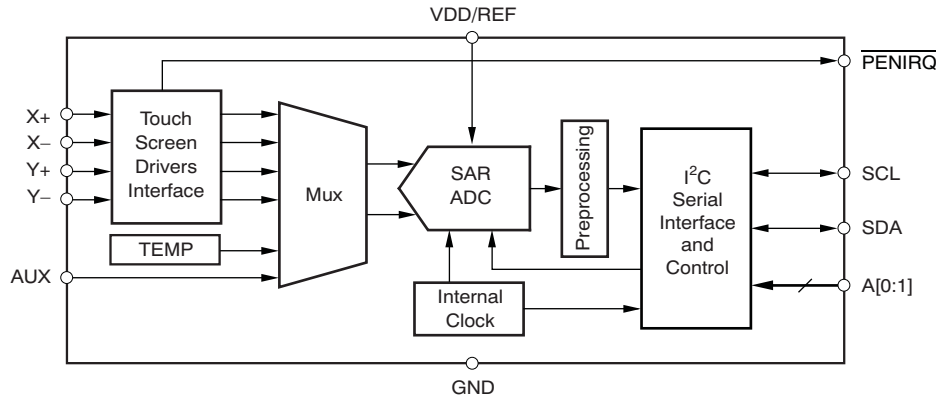 VDD/REF
PENIRQ
X+
X–
Y+
Y–
AUX
Touch
Screen
Drivers
Interface
TEMP
Mux
SAR
ADC
Preprocessing
I²C
Serial
Interface
and
Control
Internal
Clock
SCL
SDA
A[0:1]
GND